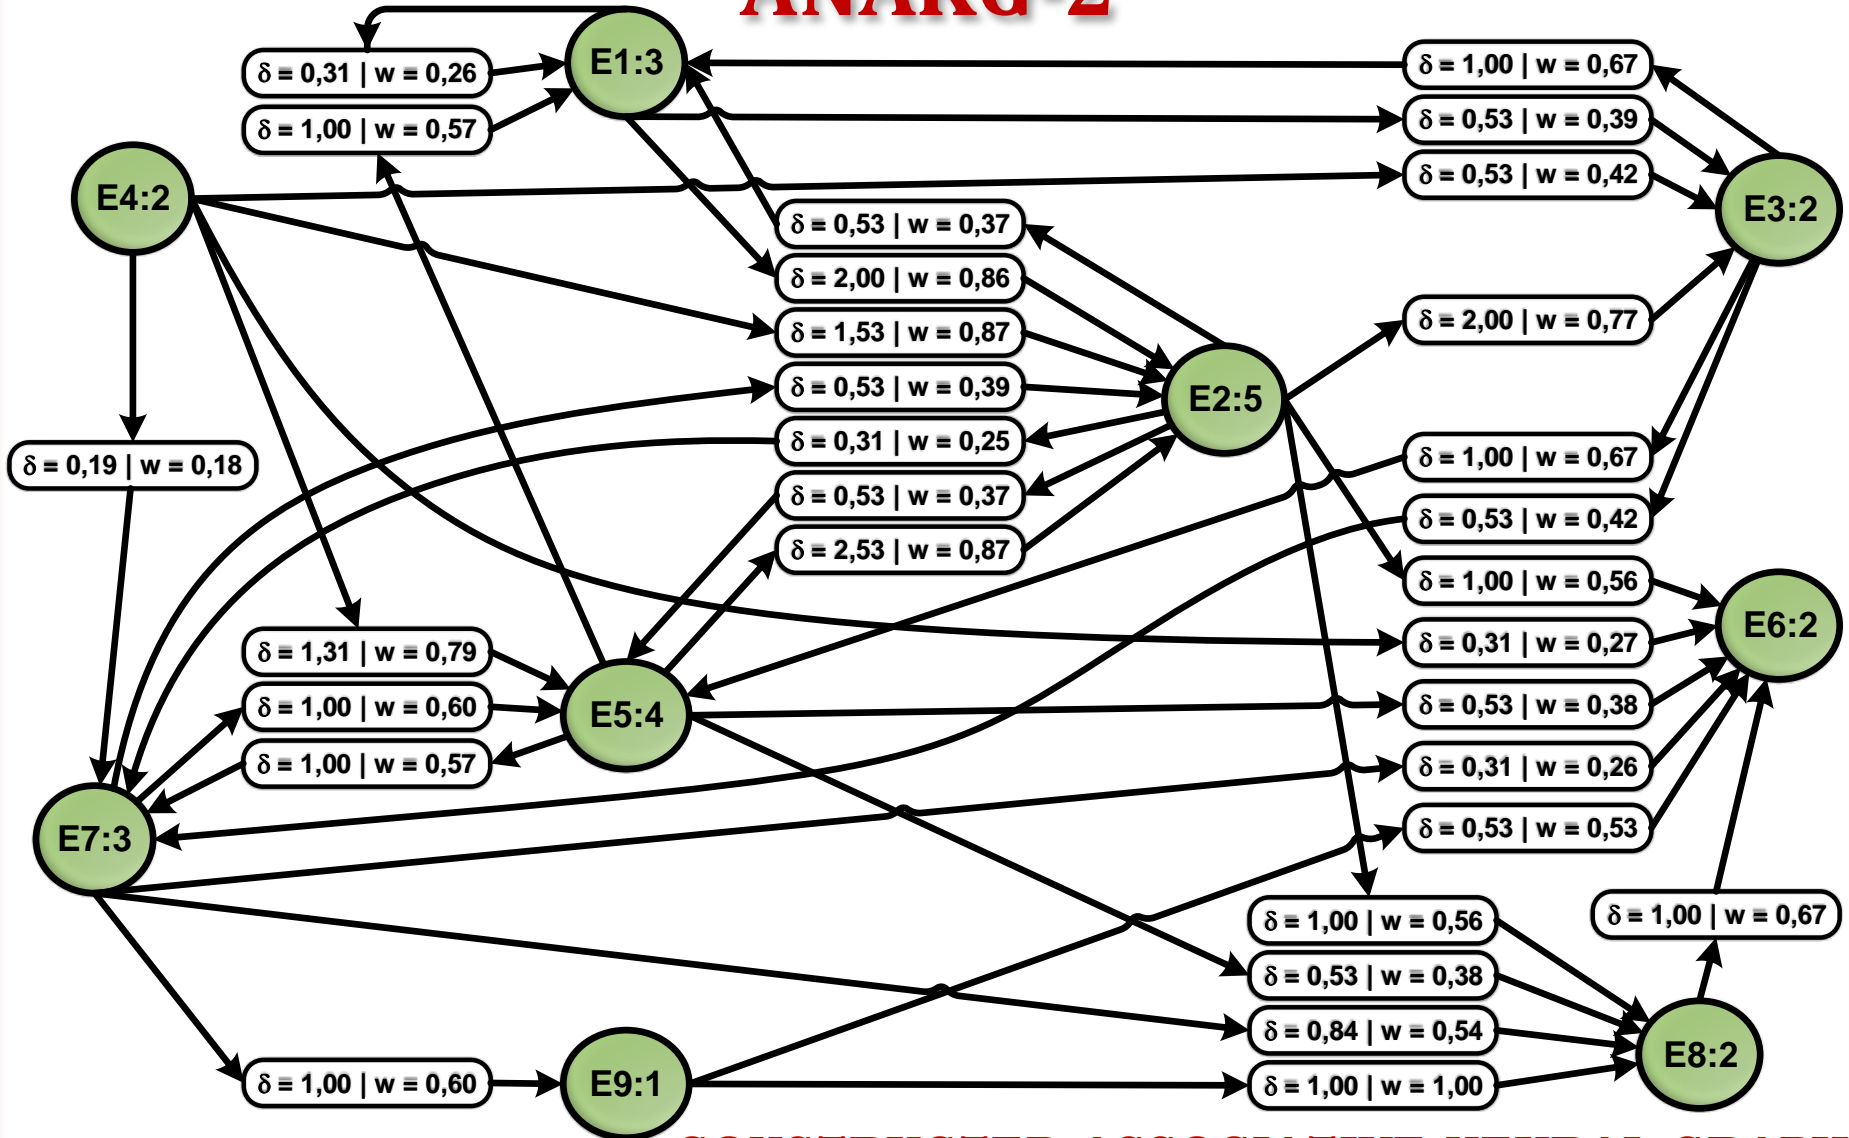 ANAKG-2
E1:3
δ = 0,31 | w = 0,26
δ = 1,00 | w = 0,57
δ = 1,00 | w = 0,67
δ = 0,53 | w = 0,39
δ = 0,53 | w = 0,42
E4:2
E3:2
δ = 0,53 | w = 0,37
δ = 2,00 | w = 0,86
δ = 1,53 | w = 0,87
δ = 0,53 | w = 0,39
δ = 0,31 | w = 0,25
δ = 0,53 | w = 0,37
δ = 2,53 | w = 0,87
E2:5
δ = 2,00 | w = 0,77
δ = 0,19 | w = 0,18
δ = 1,00 | w = 0,67
δ = 0,53 | w = 0,42
δ = 1,00 | w = 0,56
δ = 0,31 | w = 0,27
δ = 0,53 | w = 0,38
δ = 0,31 | w = 0,26
δ = 0,53 | w = 0,53
E6:2
δ = 1,31 | w = 0,79
δ = 1,00 | w = 0,60
δ = 1,00 | w = 0,57
E5:4
E7:3
δ = 1,00 | w = 0,56
δ = 0,53 | w = 0,38
δ = 0,84 | w = 0,54
δ = 1,00 | w = 1,00
δ = 1,00 | w = 0,67
E8:2
δ = 1,00 | w = 0,60
E9:1